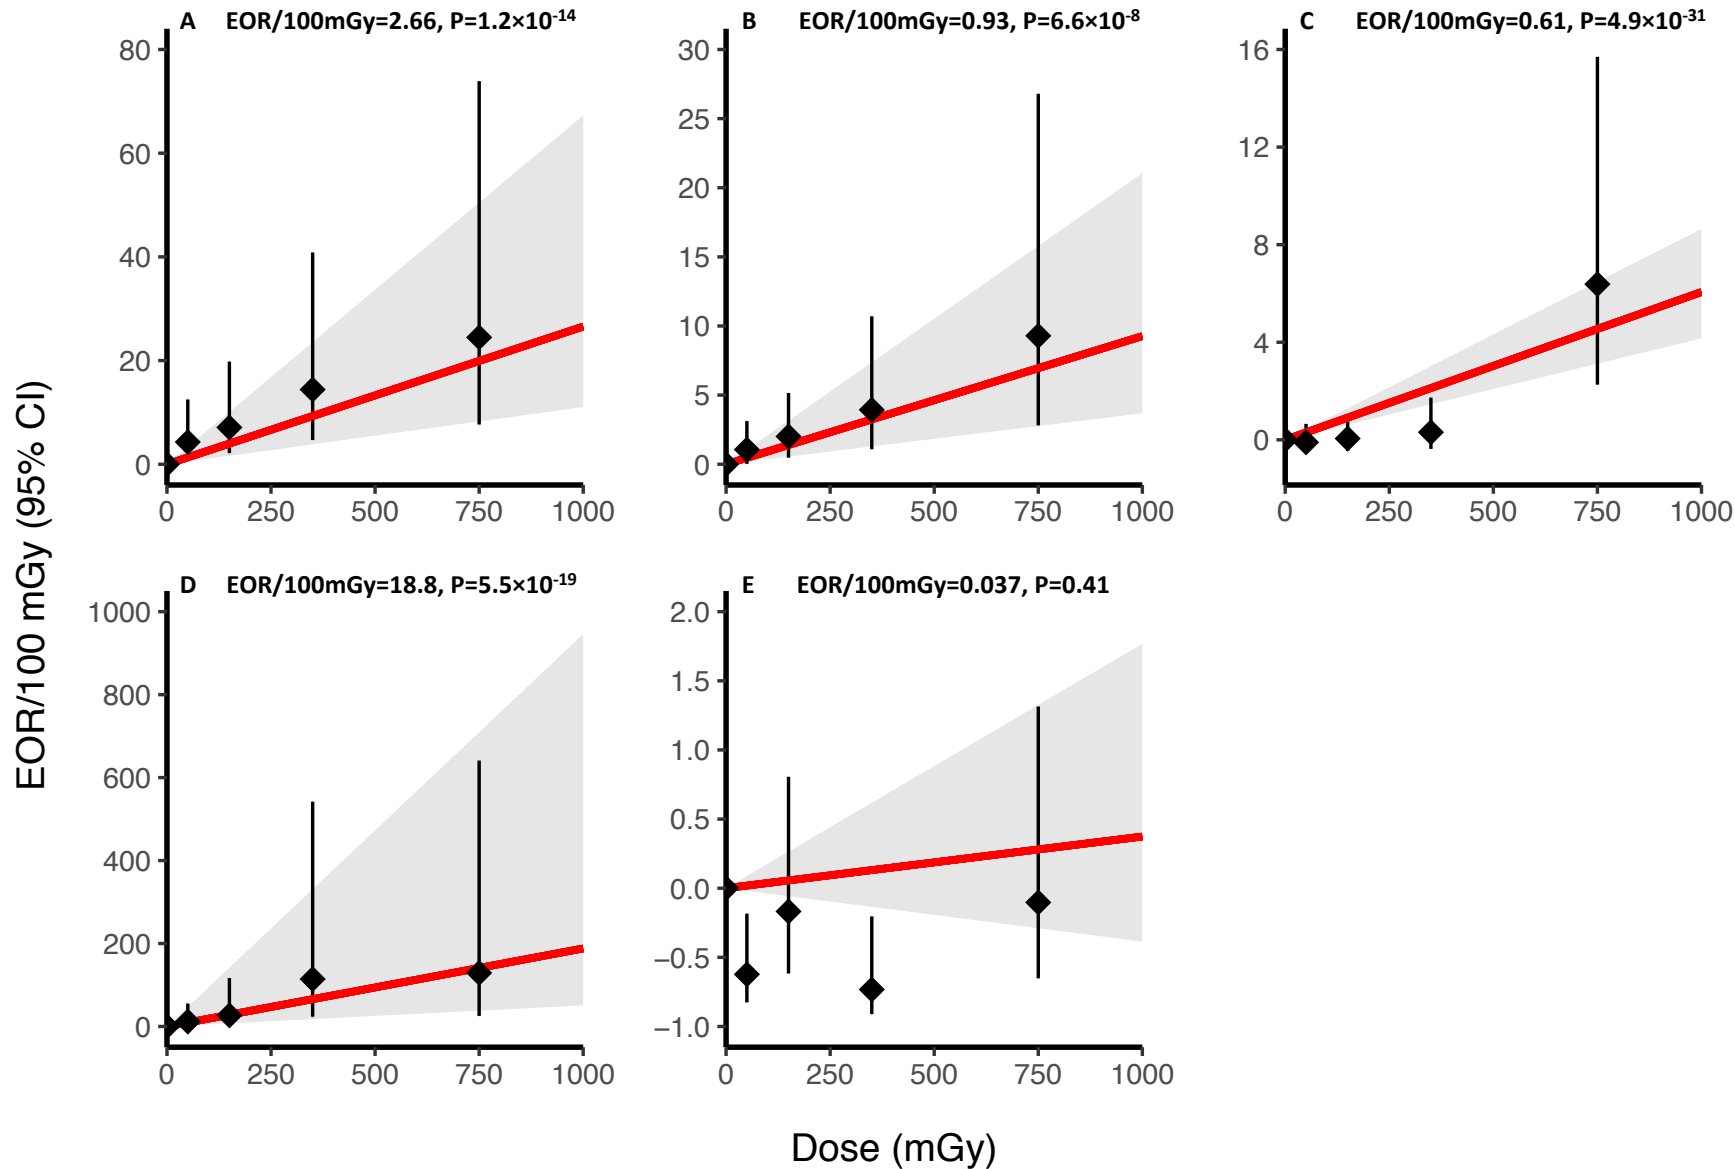 A EOR/100mGy=2.66, P=1.2×10-14
80
60
40
20
0
0 250 500 750 1000
B EOR/100mGy=0.93, P=6.6×10-8
30
25
20
15
10
5
0
0 250 500 750 1000
C EOR/100mGy=0.61, P=4.9×10-31
16
12
8
4
0
0 250 500 750 1000
EOR/100 mGy (95% CI)
D EOR/100mGy=18.8, P=5.5×10-19
1000
800
600
400
200
0
0 250 500 750 1000
E EOR/100mGy=0.037, P=0.41
2.0
1.5
1.0
0.5
0.0
−0.5
−1.0
0 250 500 750 1000
Dose (mGy)